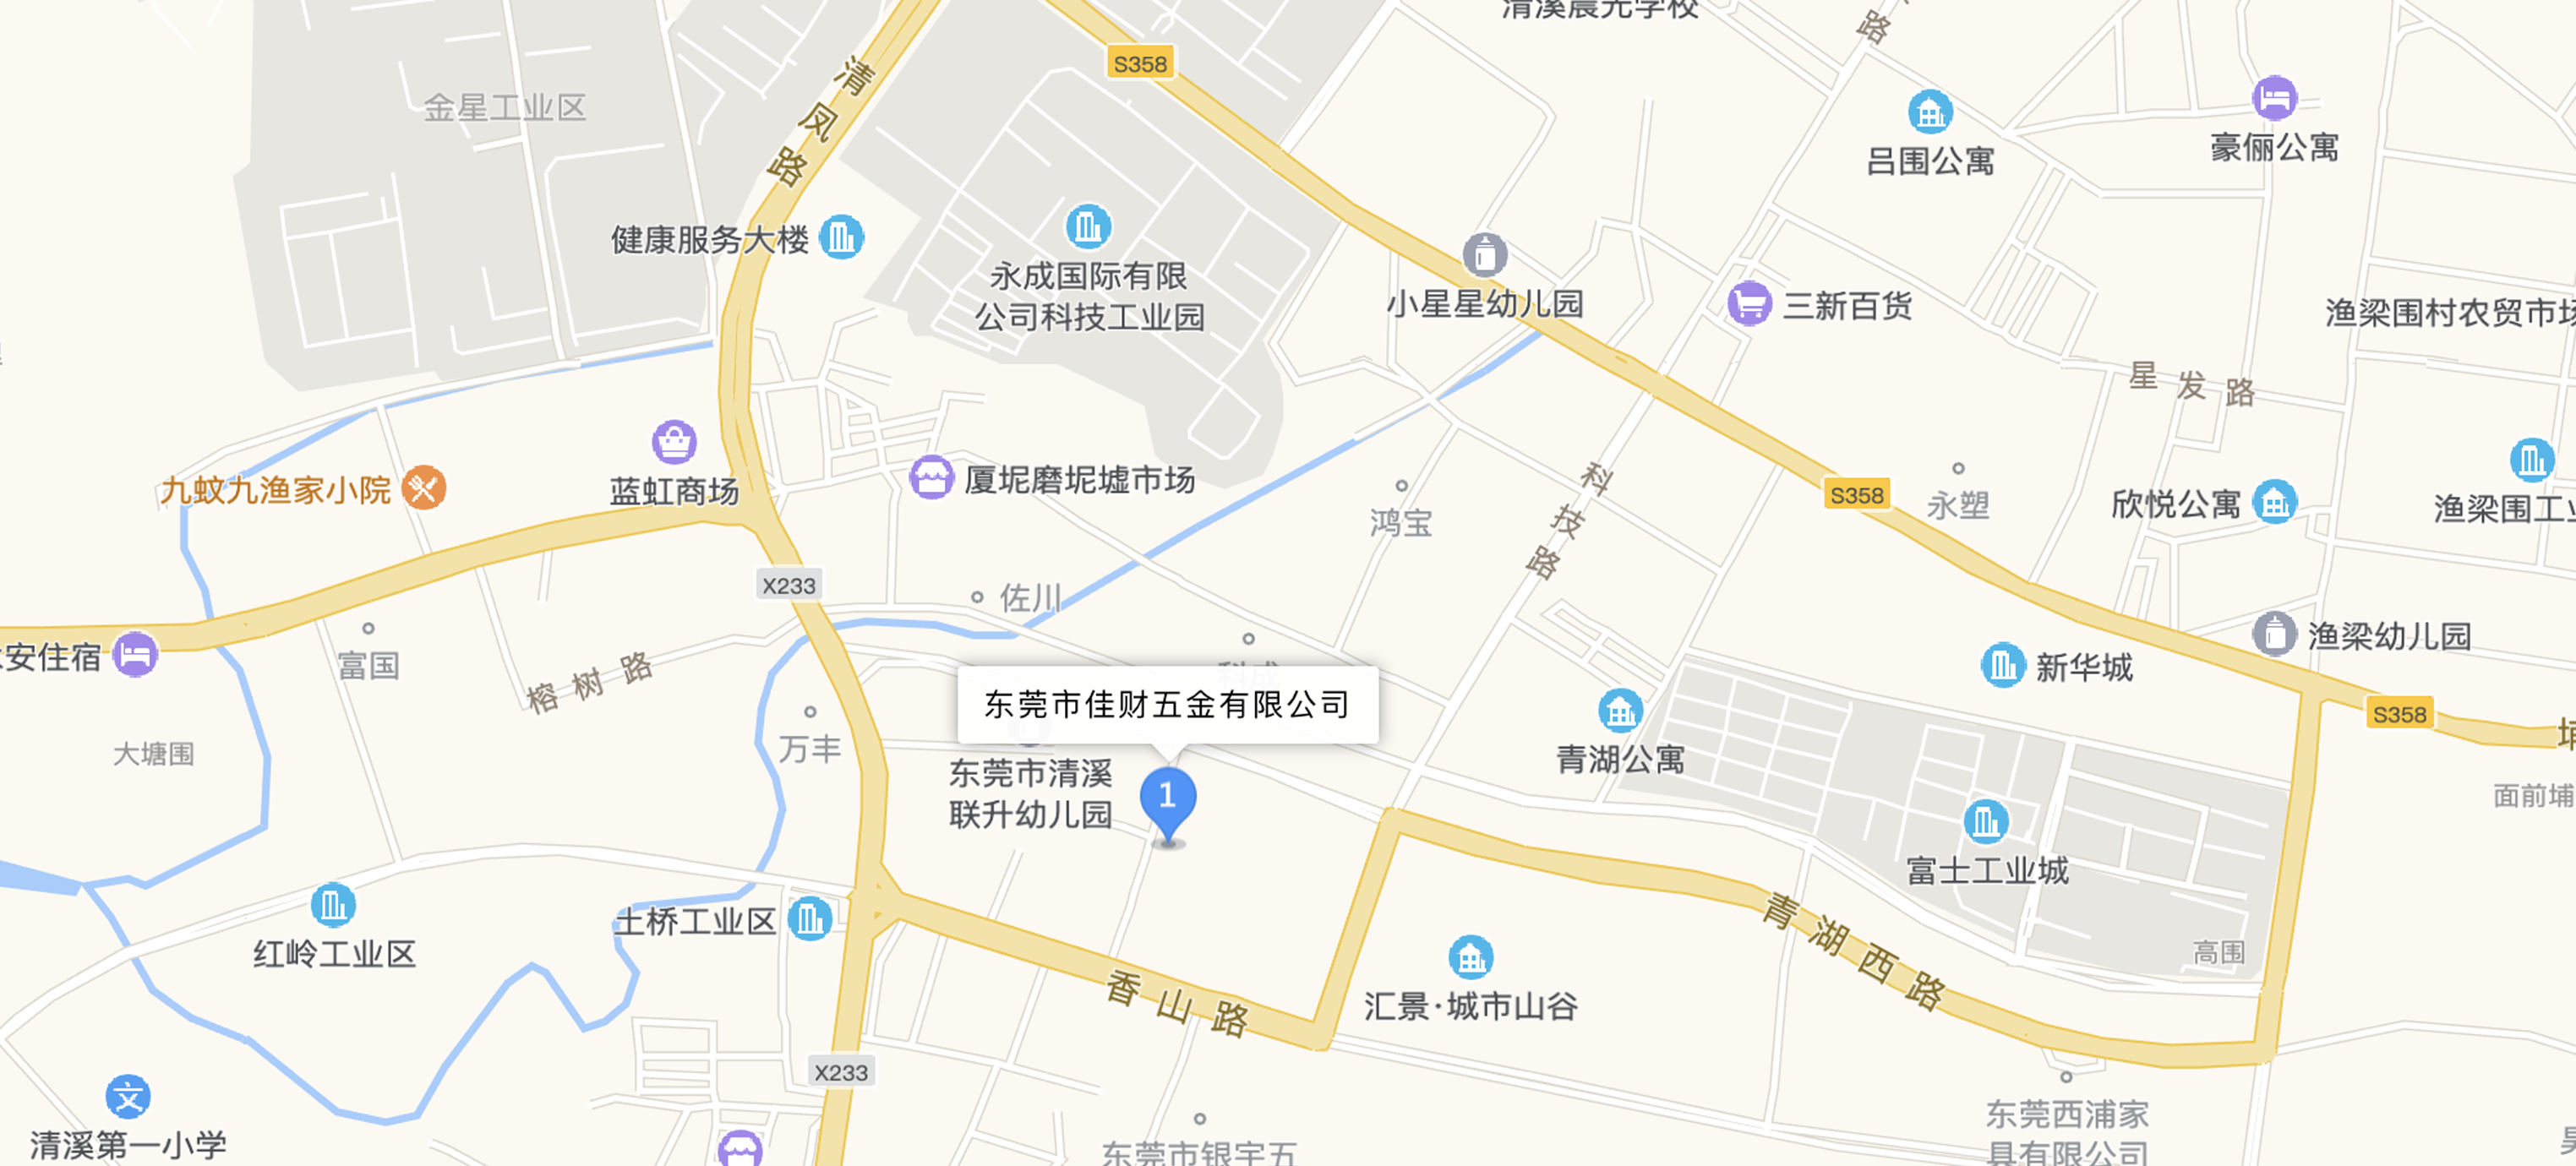 清溪晨光学校
路
S358
清凤路
金星工业区
吕围公寓
豪俪公寓
健康服务大楼
永成国际有限
公司科技工业园
小星星幼儿园
三新百货
渔梁围村农贸市场
星发路
九蚊九渔家小院
蓝虹商场
厦坭磨坭墟市场
鸿宝
科技路
S358
永塑
欣悦公寓
渔梁围工业
X233
佐川
富国
安住宿
榕树路
科成
渔梁幼儿园
新华城
东莞市佳财五金有限公司
S358
埔
万丰
大塘围
青湖公寓
东莞市清溪
联升幼儿园
1
面前埔
富士工业城
红岭工业区
土桥工业区
青湖西路
高围
香山路
汇景·城市山谷
X233
文
清溪第一小学
东莞市银宇五
东莞西浦家
具有限公司